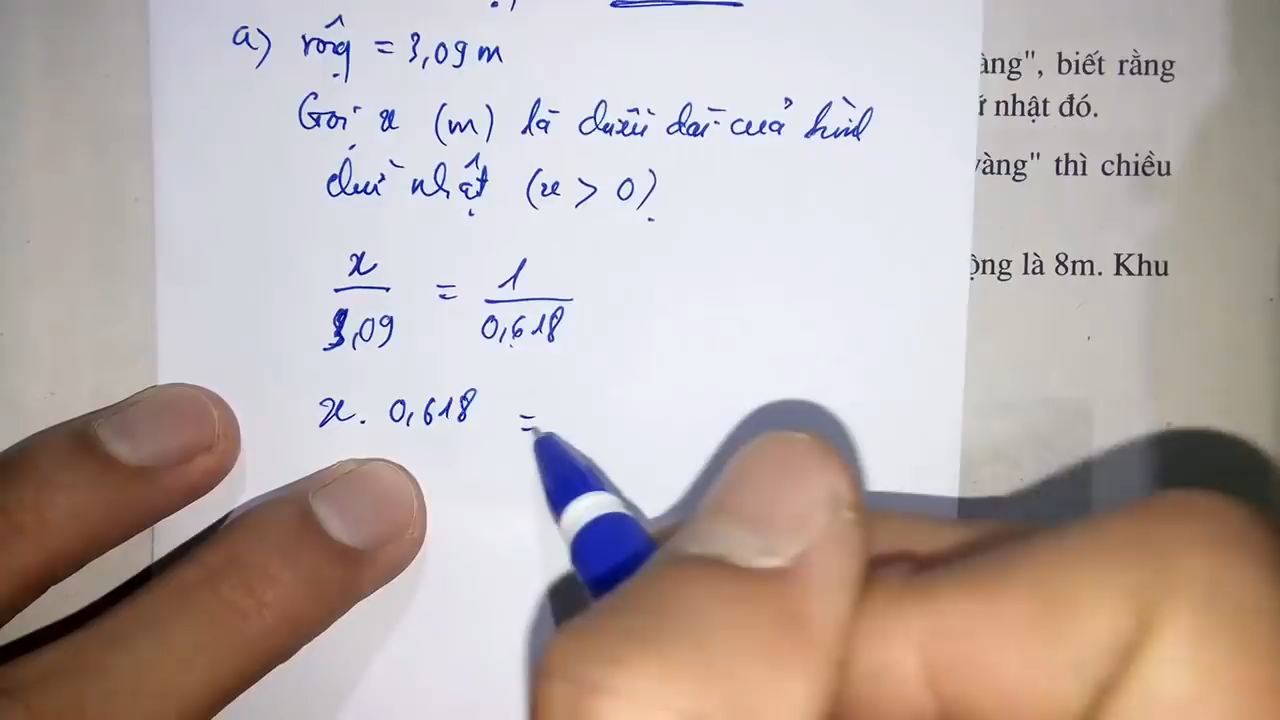 a) rộng = 3,09 m
Gọi x (m) là chiều dài của hình
chữ nhật (x > 0).
x/3,09 = 1/0,618
x. 0,618 =
àng", biết rằng
nhật đó.
vàng" thì chiều
ộng là 8m. Khu